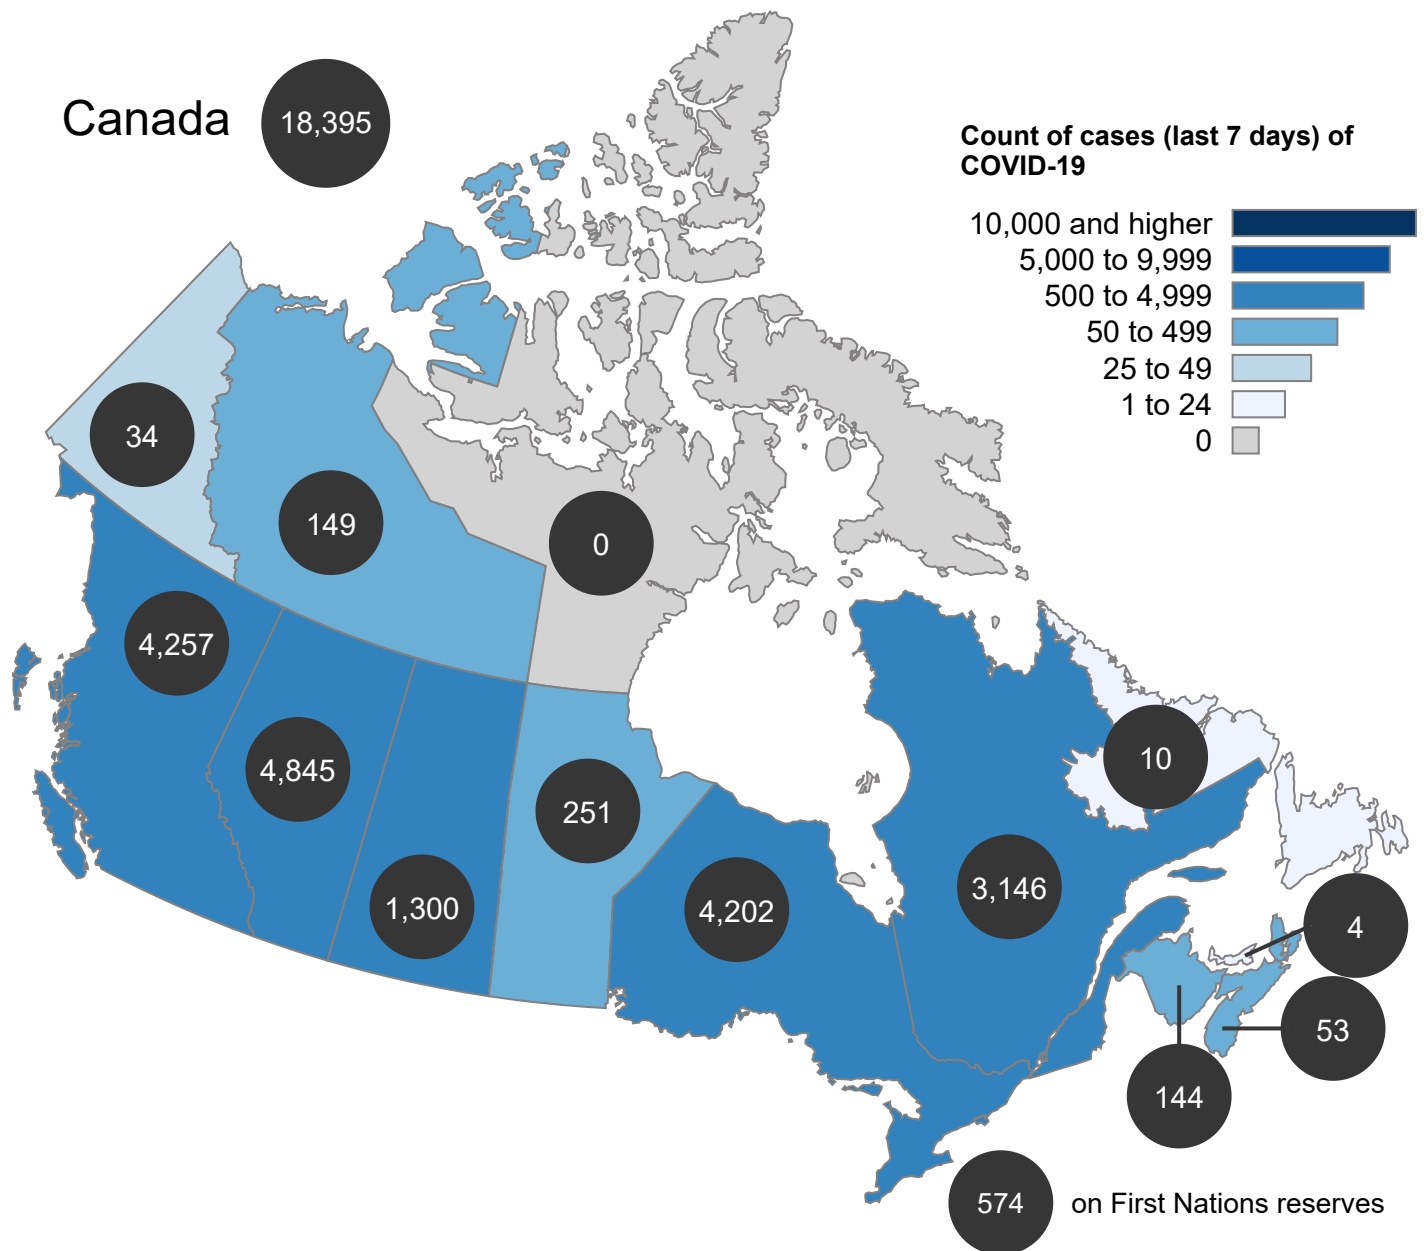 Canada
18,395
Count of cases (last 7 days) of
COVID-19
10,000 and higher
5,000 to 9,999
500 to 4,999
50 to 499
25 to 49
1 to 24
0
34
149
0
4,257
4,845
1,300
251
4,202
3,146
10
4
53
144
574 on First Nations reserves